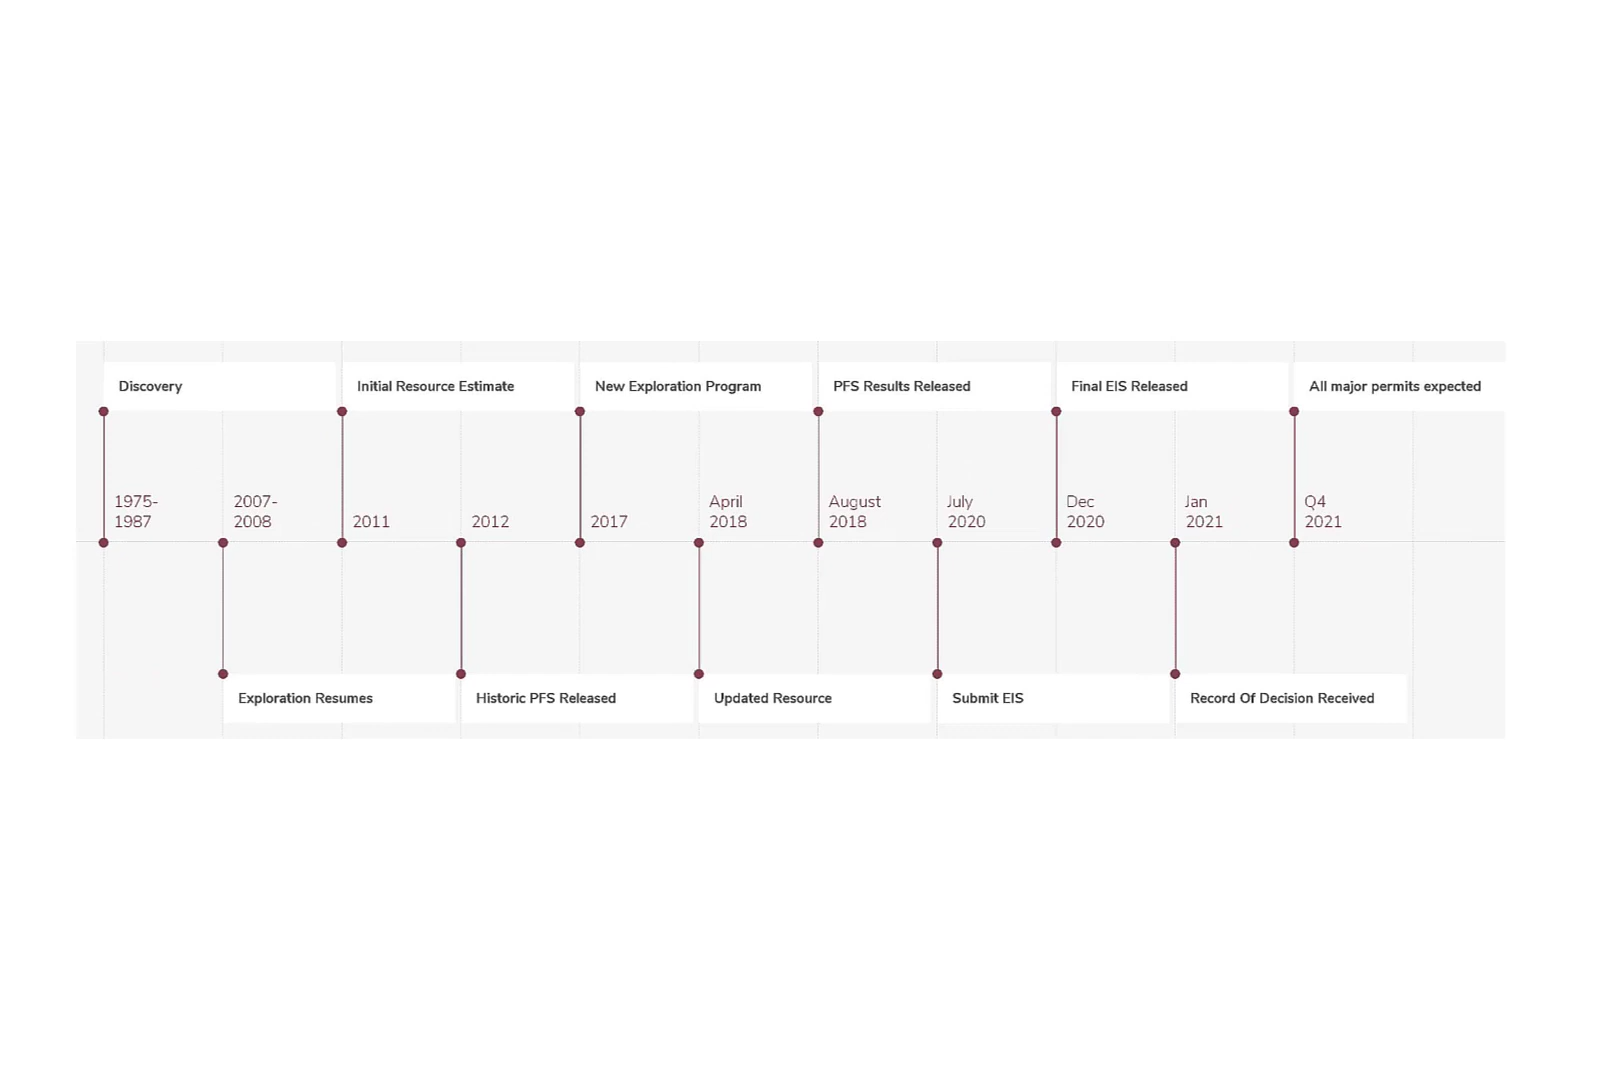 Discovery
Initial Resource Estimate
New Exploration Program
PFS Results Released
Final EIS Released
All major permits expected
1975-
1987
2007-
2008
2011
2012
2017
April
2018
August
2018
July
2020
Dec
2020
Jan
2021
Q4
2021
Exploration Resumes
Historic PFS Released
Updated Resource
Submit EIS
Record Of Decision Received